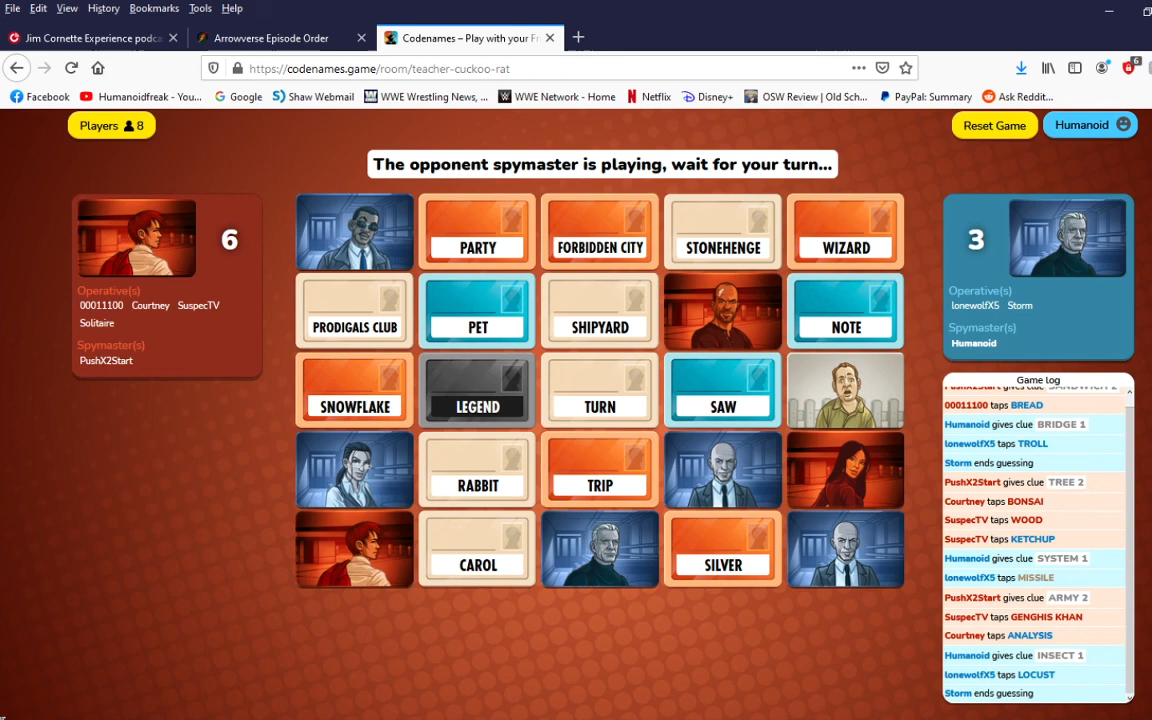 File Edit View History Bookmarks Tools Help
Jim Cornette Experience podca
Arrowverse Episode Order
Codenames – Play with your Fr
https://codenames.game/room/teacher-cuckoo-rat
6
Facebook
Humanoidfreak - You...
Google
Shaw Webmail
WWE Wrestling News, ...
WWE Network - Home
Netflix
Disney+
OSW Review | Old Sch...
PayPal: Summary
Ask Reddit...
Players 8
Reset Game
Humanoid
The opponent spymaster is playing, wait for your turn...
6
Operative(s)
00011100 Courtney SuspecTV
Solitaire
Spymaster(s)
PushX2Start
PARTY
FORBIDDEN CITY
STONEHENGE
WIZARD
PRODIGALS CLUB
PET
SHIPYARD
NOTE
SNOWFLAKE
LEGEND
TURN
SAW
RABBIT
TRIP
CAROL
SILVER
3
Operative(s)
lonewolfX5 Storm
Spymaster(s)
Humanoid
Game log
PushX2Start gives clue SANDWICH 2
00011100 taps BREAD
Humanoid gives clue BRIDGE 1
lonewolfX5 taps TROLL
Storm ends guessing
PushX2Start gives clue TREE 2
Courtney taps BONSAI
SuspecTV taps WOOD
SuspecTV taps KETCHUP
Humanoid gives clue SYSTEM 1
lonewolfX5 taps MISSILE
PushX2Start gives clue ARMY 2
SuspecTV taps GENGHIS KHAN
Courtney taps ANALYSIS
Humanoid gives clue INSECT 1
lonewolfX5 taps LOCUST
Storm ends guessing